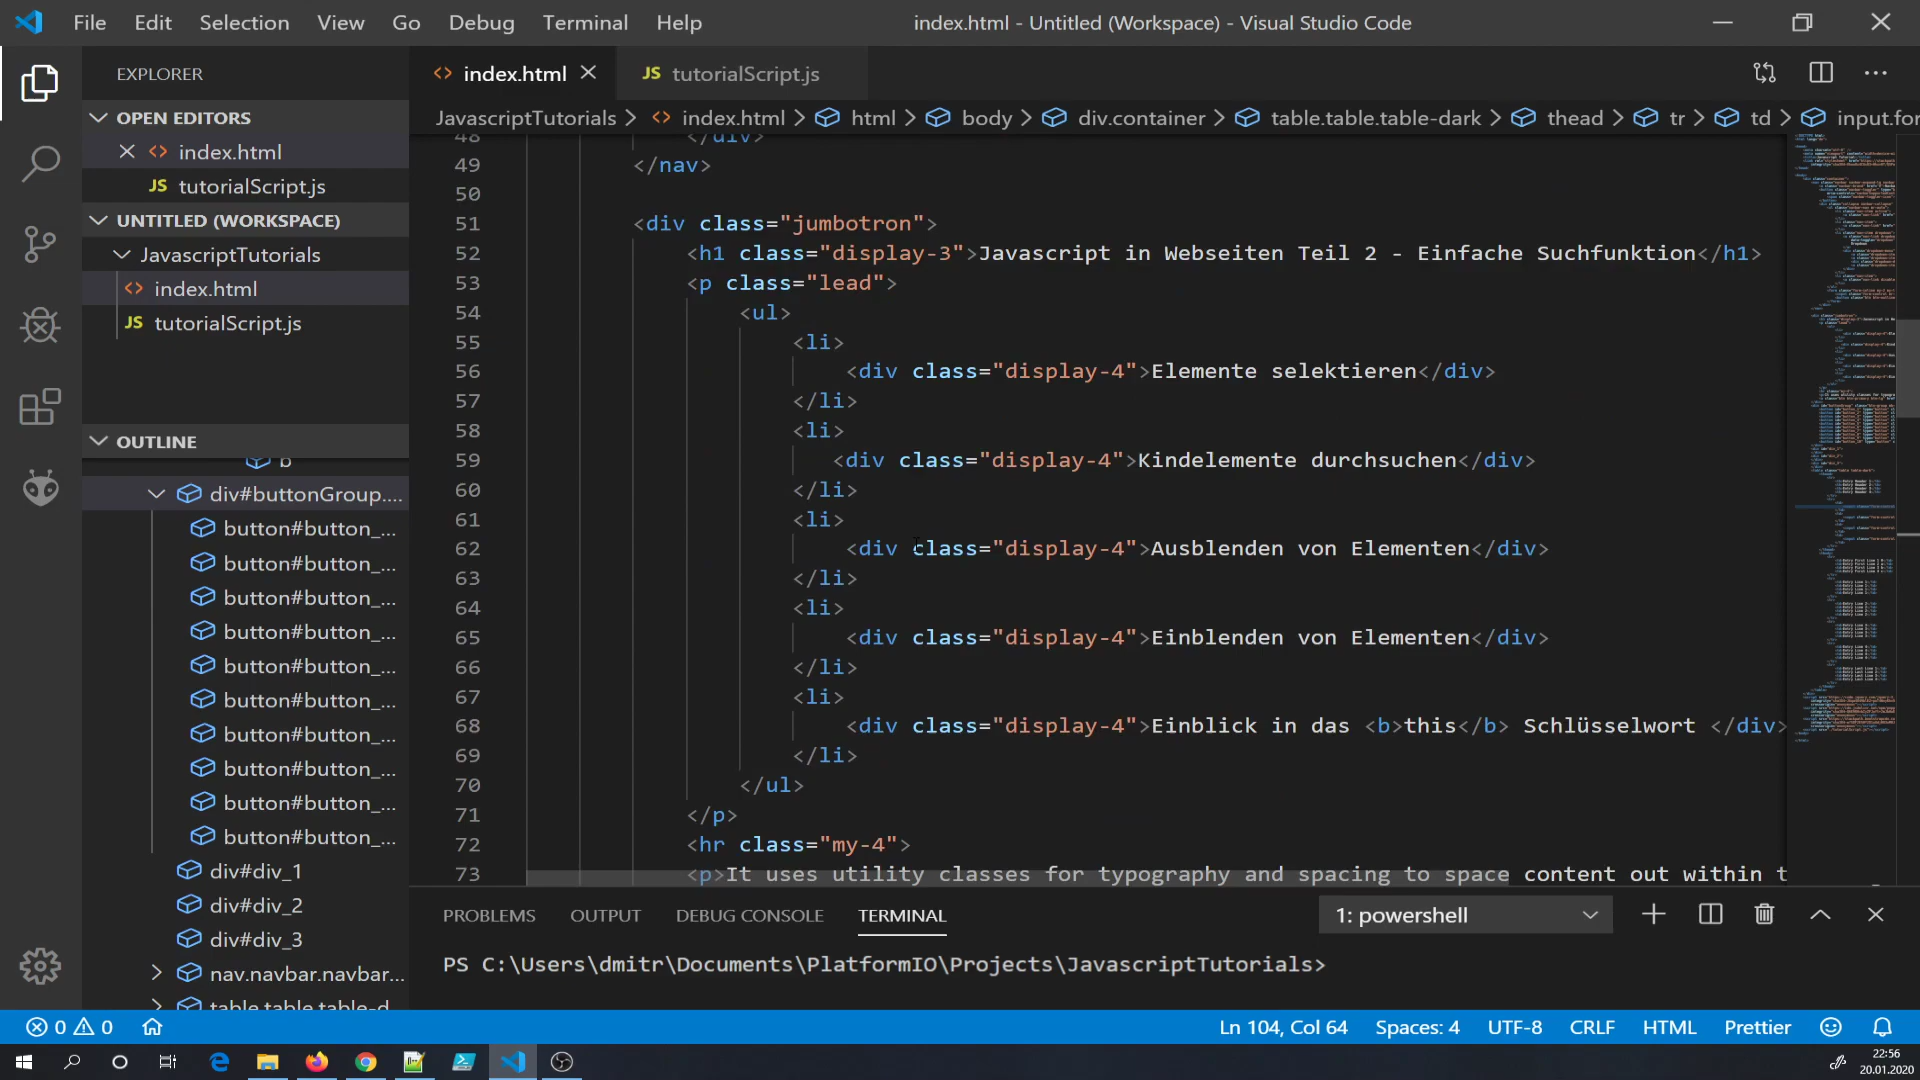 File Edit Selection View Go Debug Terminal Help
index.html - Untitled (Workspace) - Visual Studio Code
EXPLORER
OPEN EDITORS
index.html
JS tutorialScript.js
UNTITLED (WORKSPACE)
JavascriptTutorials
index.html
JS tutorialScript.js
OUTLINE
b
div#buttonGroup....
button#button_...
button#button_...
button#button_...
button#button_...
button#button_...
button#button_...
button#button_...
button#button_...
button#button_...
button#button_...
div#div_1
div#div_2
div#div_3
nav.navbar.navbar...
table.table.table-d
index.html
JS tutorialScript.js
JavascriptTutorials > index.html > html > body > div.container > table.table.table-dark > thead > tr > td > input.for
48 </div>
49 </nav>
50
51 <div class="jumbotron">
52 <h1 class="display-3">Javascript in Webseiten Teil 2 - Einfache Suchfunktion</h1>
53 <p class="lead">
54 <ul>
55 <li>
56 <div class="display-4">Elemente selektieren</div>
57 </li>
58 <li>
59 <div class="display-4">Kindelemente durchsuchen</div>
60 </li>
61 <li>
62 <div class="display-4">Ausblenden von Elementen</div>
63 </li>
64 <li>
65 <div class="display-4">Einblenden von Elementen</div>
66 </li>
67 <li>
68 <div class="display-4">Einblick in das <b>this</b> Schlüsselwort </div>
69 </li>
70 </ul>
71 </p>
72 <hr class="my-4">
73 <p>It uses utility classes for typography and spacing to space content out within t
PROBLEMS OUTPUT DEBUG CONSOLE TERMINAL
1: powershell
PS C:\Users\dmitr\Documents\PlatformIO\Projects\JavascriptTutorials>
0 0
Ln 104, Col 64 Spaces: 4 UTF-8 CRLF HTML Prettier
22:56
20.01.2020